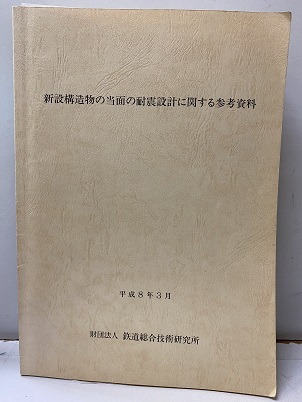 新設構造物の当面の耐震設計に関する参考資料
平成8年3月
財団法人 鉄道総合技術研究所